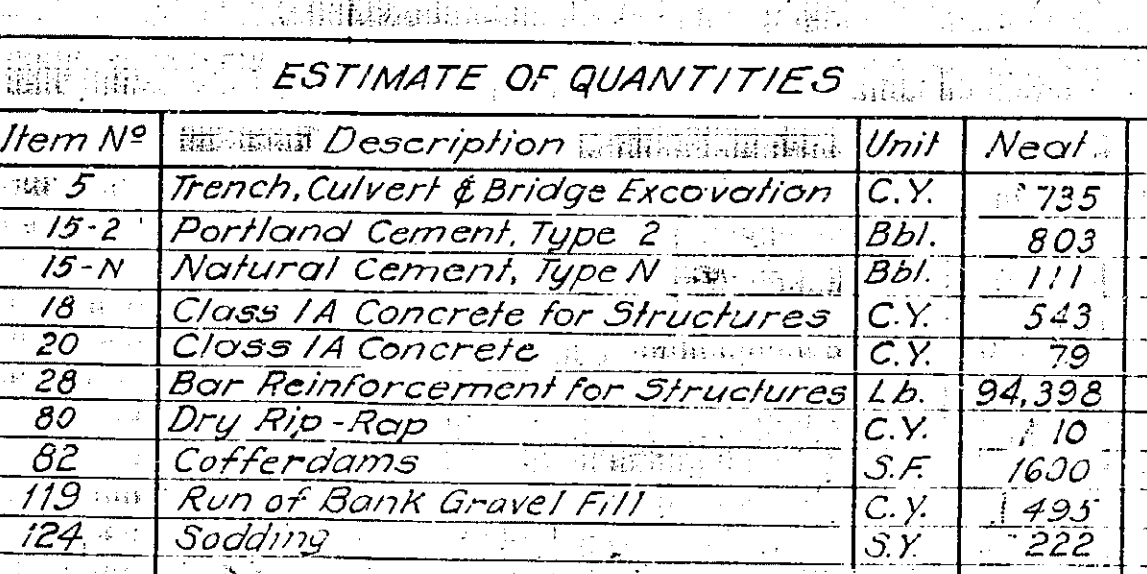 ESTIMATE OF QUANTITIES
Item Nº Description Unit Neat
5 Trench, Culvert & Bridge Excavation C.Y. 735
15-2 Portland Cement, Type 2 Bbl. 803
15-N Natural Cement, Type N Bbl. 111
18 Class 1A Concrete for Structures C.Y. 543
20 Class 1A Concrete C.Y. 79
28 Bar Reinforcement for Structures Lb. 94,398
80 Dry Rip-Rap C.Y. 10
82 Cofferdams S.F. 1600
119 Run of Bank Gravel Fill C.Y. 495
124 Sodding S.Y. 222